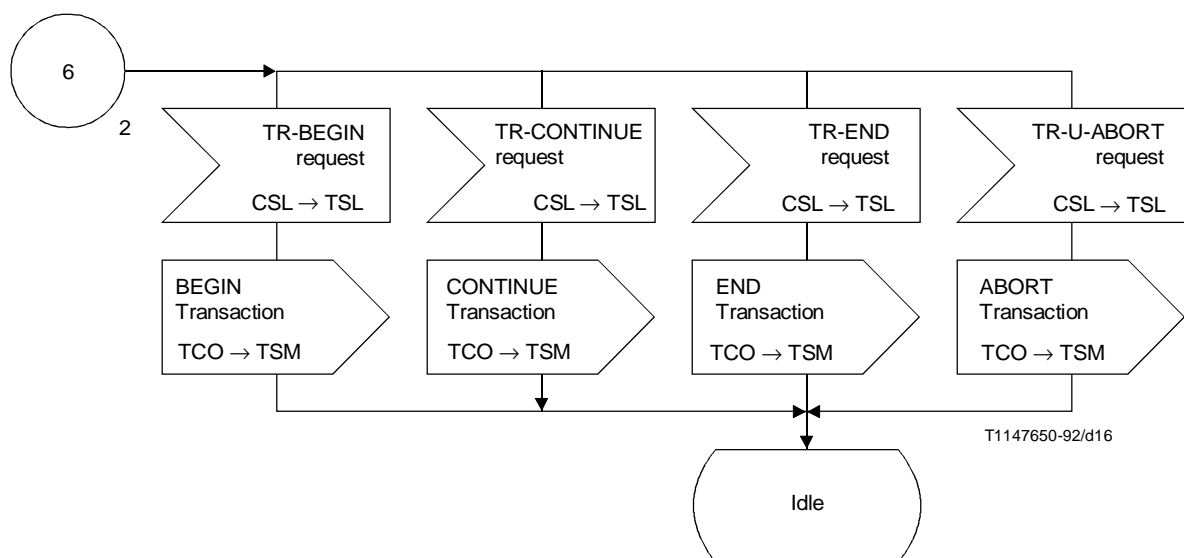 6
2
TR-BEGIN
request
CSL → TSL
TR-CONTINUE
request
CSL → TSL
TR-END
request
CSL → TSL
TR-U-ABORT
request
CSL → TSL
BEGIN
Transaction
TCO → TSM
CONTINUE
Transaction
TCO → TSM
END
Transaction
TCO → TSM
ABORT
Transaction
TCO → TSM
T1147650-92/d16
Idle